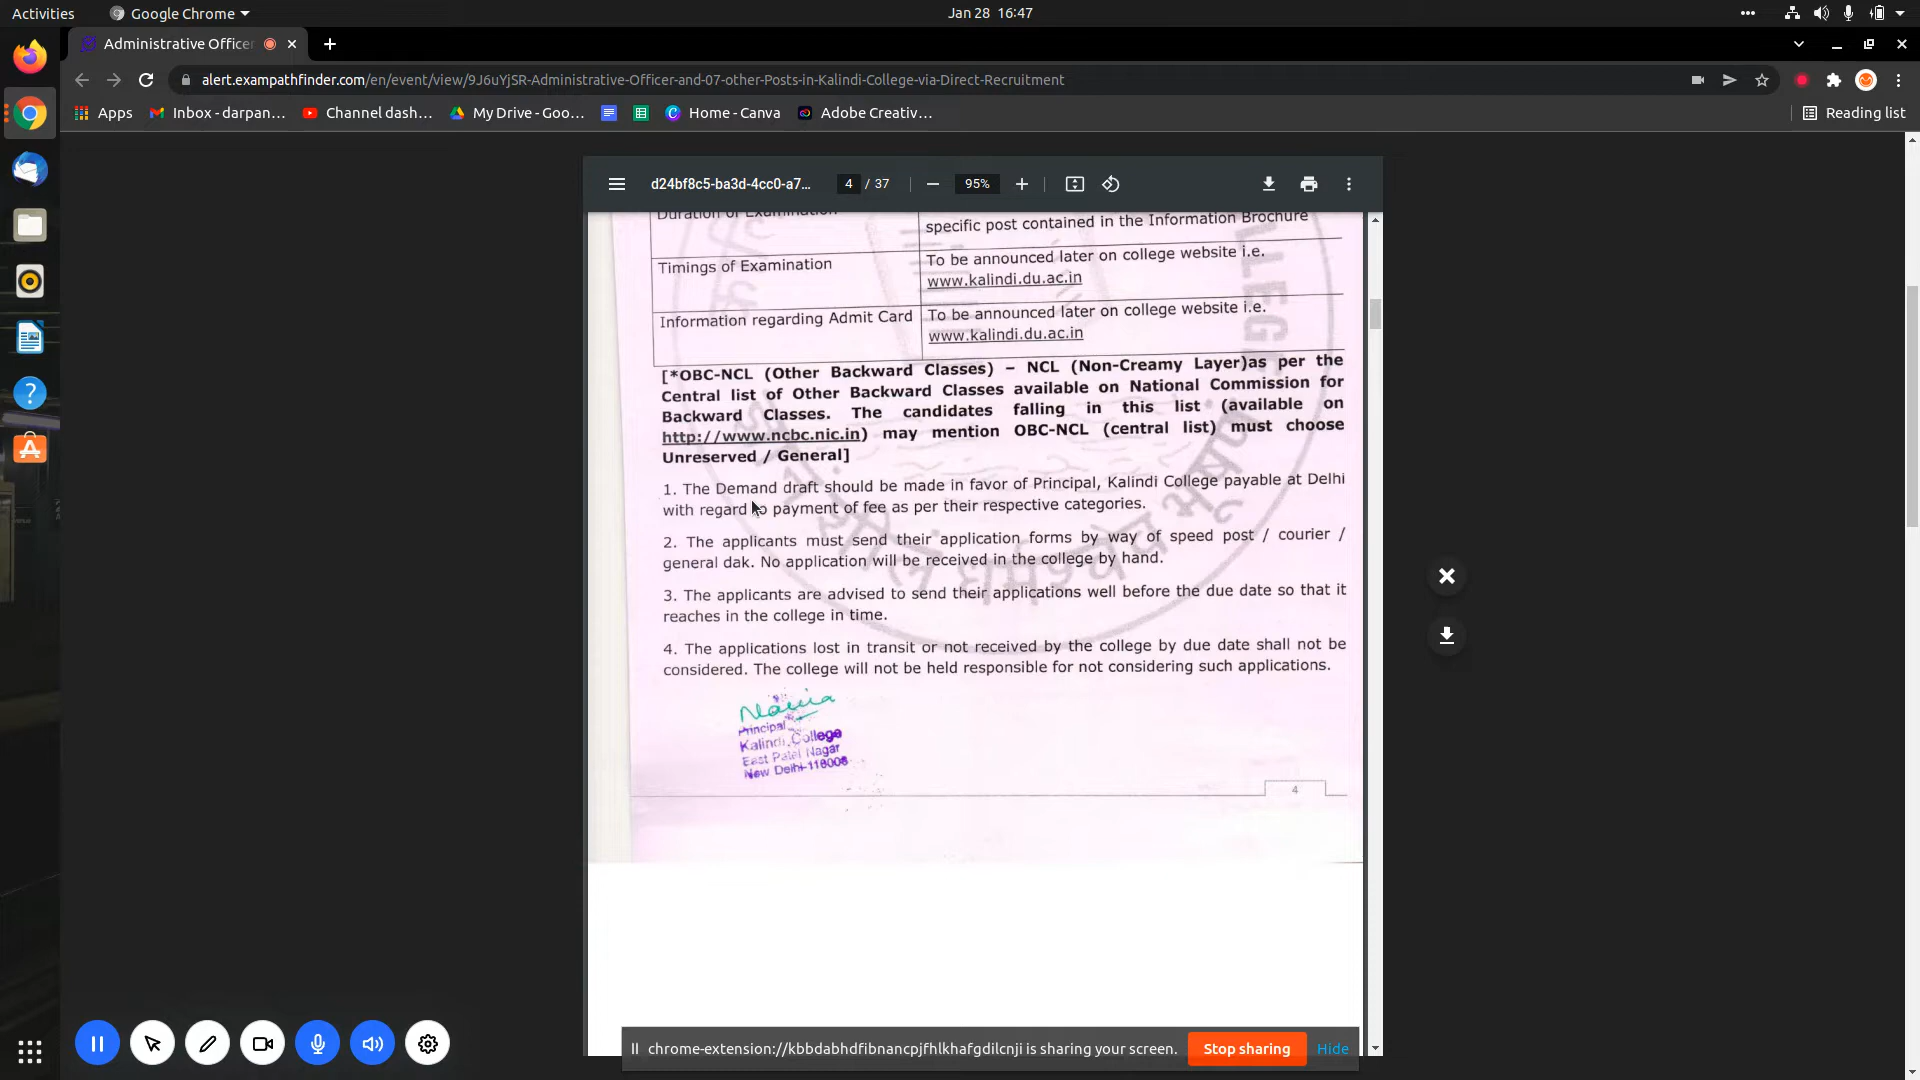 Activities
Google Chrome
Jan 28 16:47
Administrative Officer
alert.exampathfinder.com/en/event/view/9J6uYjSR-Administrative-Officer-and-07-other-Posts-in-Kalindi-College-via-Direct-Recruitment
Apps
Inbox - darpan…
Channel dash…
My Drive - Goo…
Home - Canva
Adobe Creativ…
Reading list
d24bf8c5-ba3d-4cc0-a7...
4 / 37
95%
Duration of Examination
specific post contained in the Information Brochure
Timings of Examination
To be announced later on college website i.e.
www.kalindi.du.ac.in
Information regarding Admit Card
To be announced later on college website i.e.
www.kalindi.du.ac.in
[*OBC-NCL (Other Backward Classes) – NCL (Non-Creamy Layer)as per the
Central list of Other Backward Classes available on National Commission for
Backward Classes. The candidates falling in this list (available on
http://www.ncbc.nic.in) may mention OBC-NCL (central list) must choose
Unreserved / General]
1. The Demand draft should be made in favor of Principal, Kalindi College payable at Delhi
with regard to payment of fee as per their respective categories.
2. The applicants must send their application forms by way of speed post / courier /
general dak. No application will be received in the college by hand.
3. The applicants are advised to send their applications well before the due date so that it
reaches in the college in time.
4. The applications lost in transit or not received by the college by due date shall not be
considered. The college will not be held responsible for not considering such applications.
Principal
Kalindi College
East Patel Nagar
New Delhi-110008
4
chrome-extension://kbbdabhdfibnancpjfhlkhafgdilcnji is sharing your screen.
Stop sharing
Hide